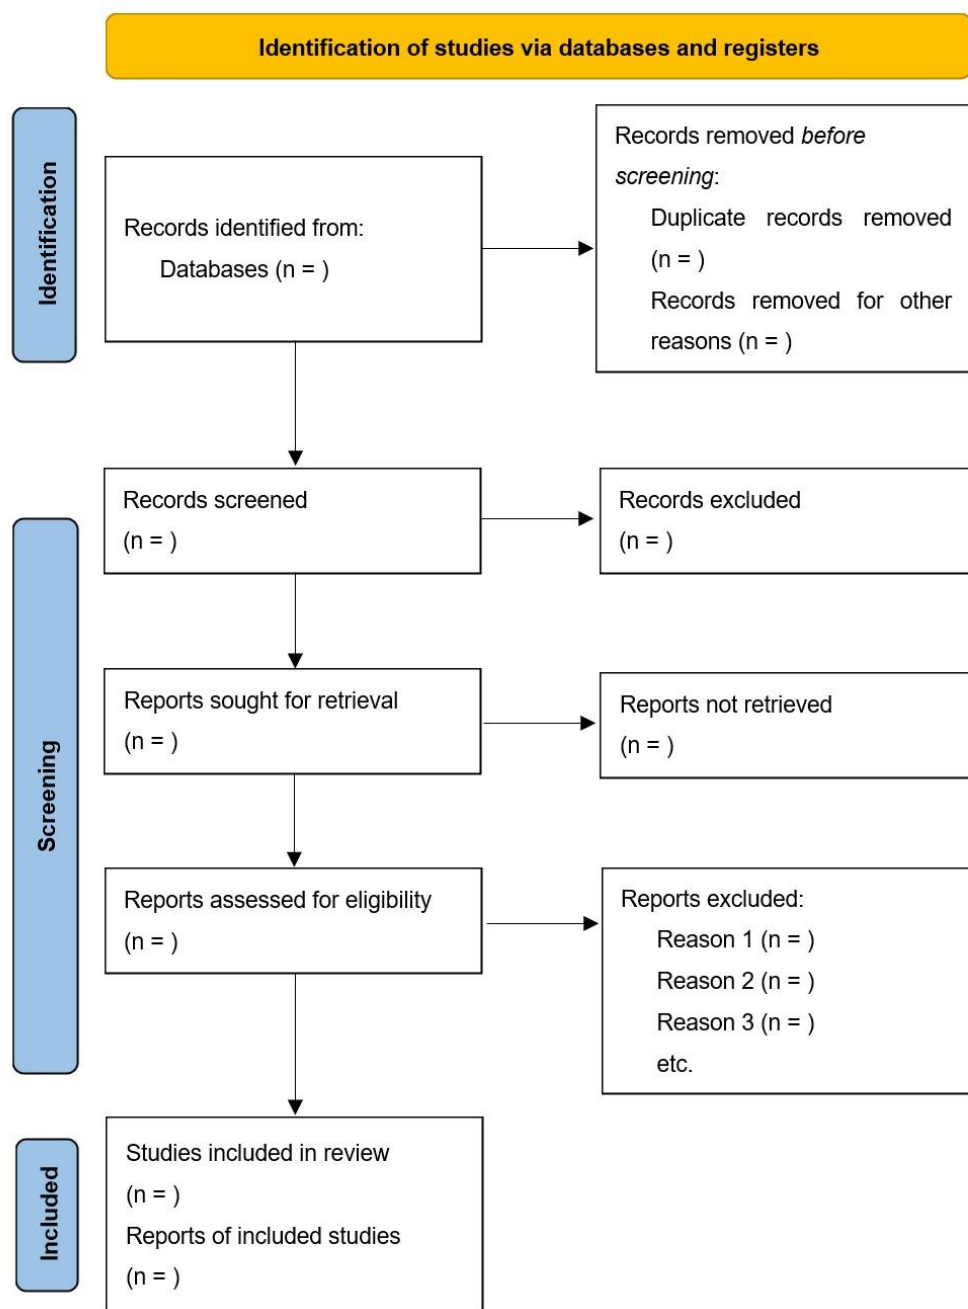 Identification of studies via databases and registers
Identification
Records identified from:
Databases (n = )
Records removed before
screening:
Duplicate records removed
(n = )
Records removed for other
reasons (n = )
Screening
Records screened
(n = )
Records excluded
(n = )
Reports sought for retrieval
(n = )
Reports not retrieved
(n = )
Reports assessed for eligibility
(n = )
Reports excluded:
Reason 1 (n = )
Reason 2 (n = )
Reason 3 (n = )
etc.
Included
Studies included in review
(n = )
Reports of included studies
(n = )